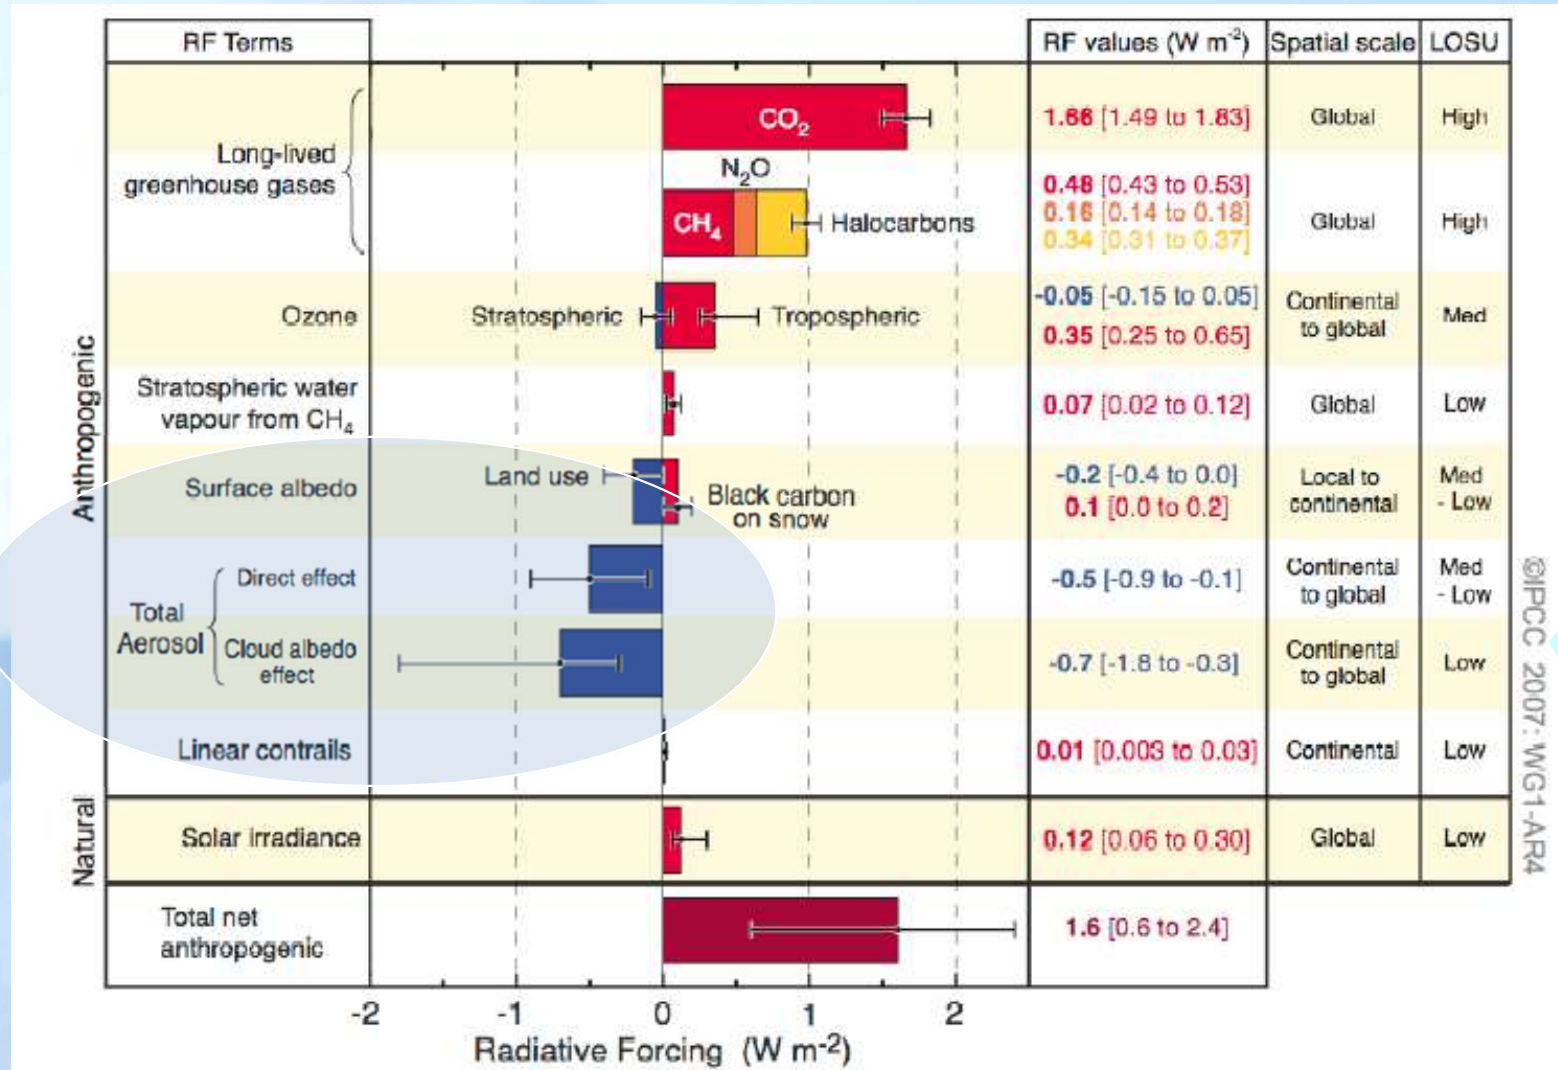 RF Terms
RF values (W m-2)
Spatial scale
LOSU
Anthropogenic
Long-lived
greenhouse gases
CO2
1.66 [1.49 to 1.83]
Global
High
N2O
CH4
Halocarbons
0.48 [0.43 to 0.53]
0.16 [0.14 to 0.18]
0.34 [0.31 to 0.37]
Global
High
Ozone
Stratospheric
Tropospheric
-0.05 [-0.15 to 0.05]
0.35 [0.25 to 0.65]
Continental
to global
Med
Stratospheric water
vapour from CH4
0.07 [0.02 to 0.12]
Global
Low
Surface albedo
Land use
Black carbon
on snow
-0.2 [-0.4 to 0.0]
0.1 [0.0 to 0.2]
Local to
continental
Med
- Low
Total
Aerosol
Direct effect
-0.5 [-0.9 to -0.1]
Continental
to global
Med
- Low
Cloud albedo
effect
-0.7 [-1.8 to -0.3]
Continental
to global
Low
Linear contrails
0.01 [0.003 to 0.03]
Continental
Low
Natural
Solar irradiance
0.12 [0.06 to 0.30]
Global
Low
Total net
anthropogenic
1.6 [0.6 to 2.4]
-2 -1 0 1 2
Radiative Forcing (W m-2)
©IPCC 2007: WG1-AR4